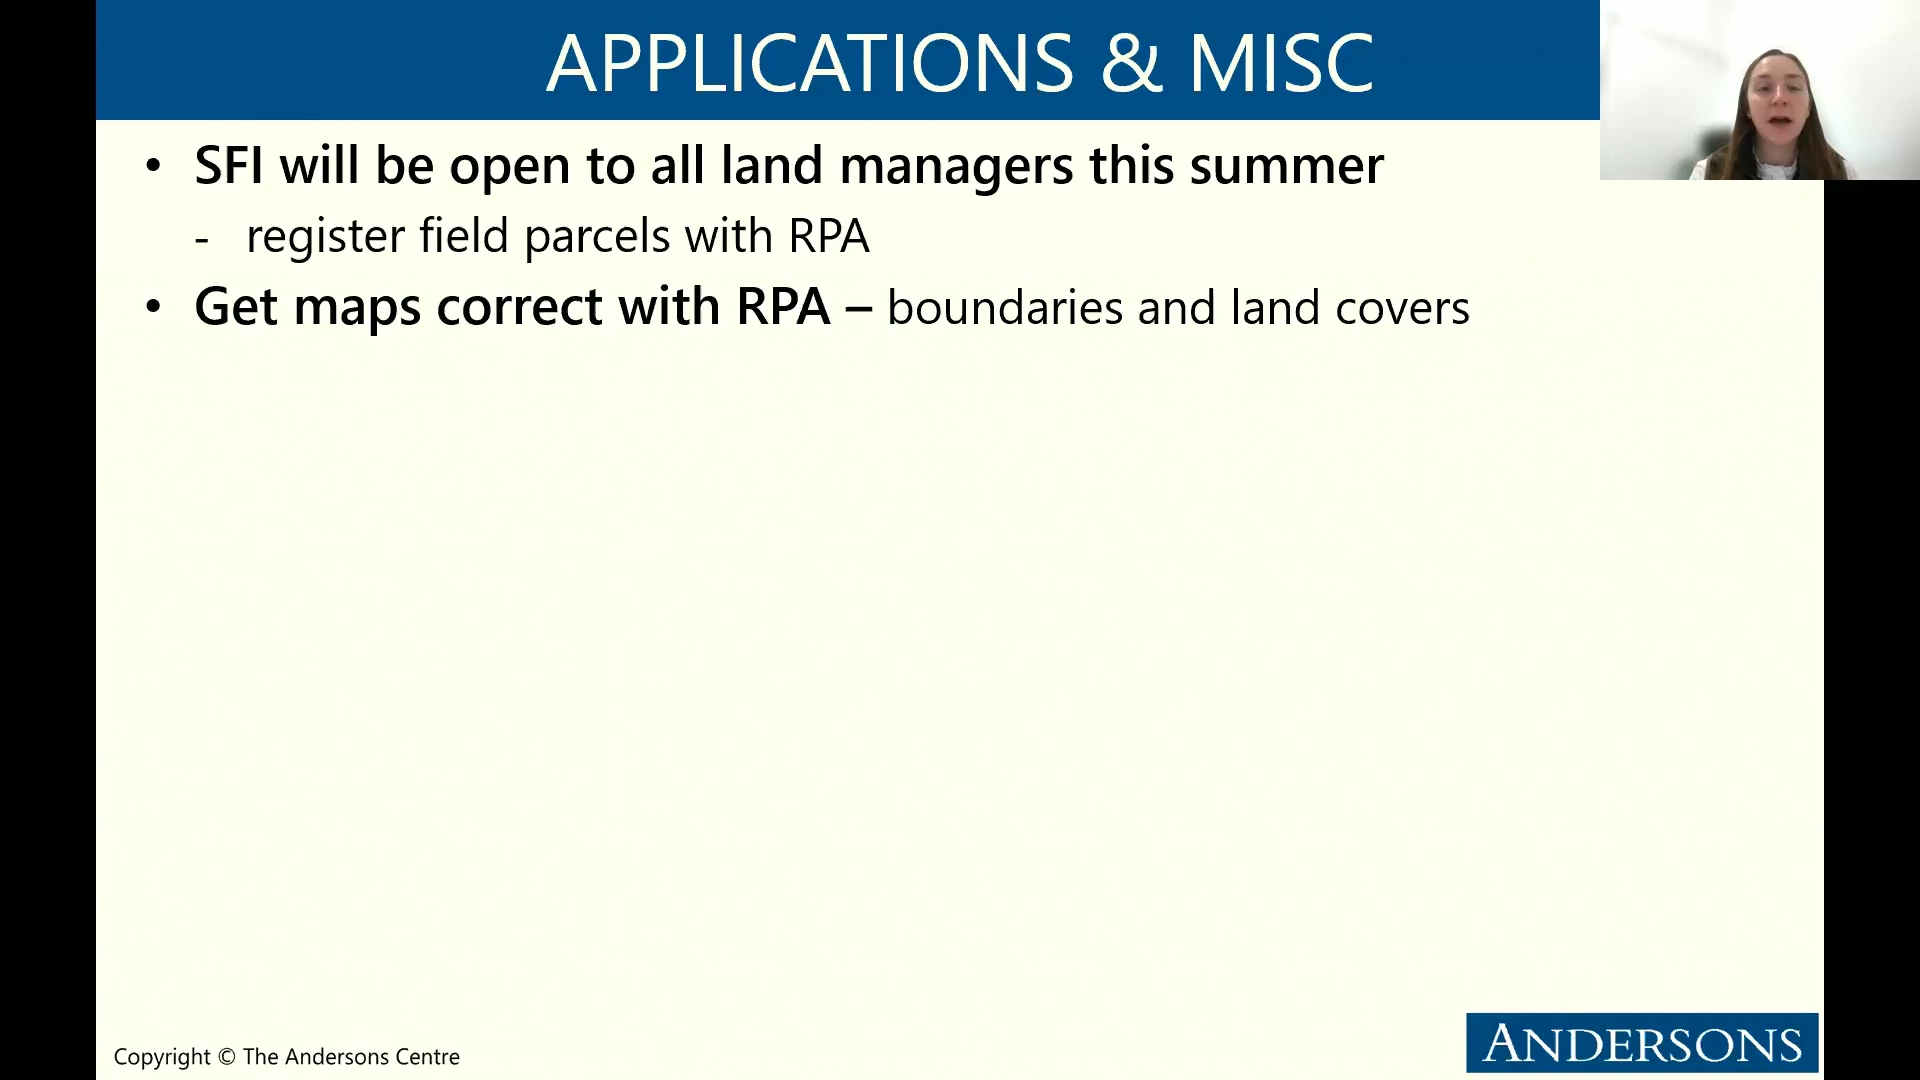 APPLICATIONS & MISC
• SFI will be open to all land managers this summer
- register field parcels with RPA
• Get maps correct with RPA – boundaries and land covers
Copyright © The Andersons Centre
ANDERSONS